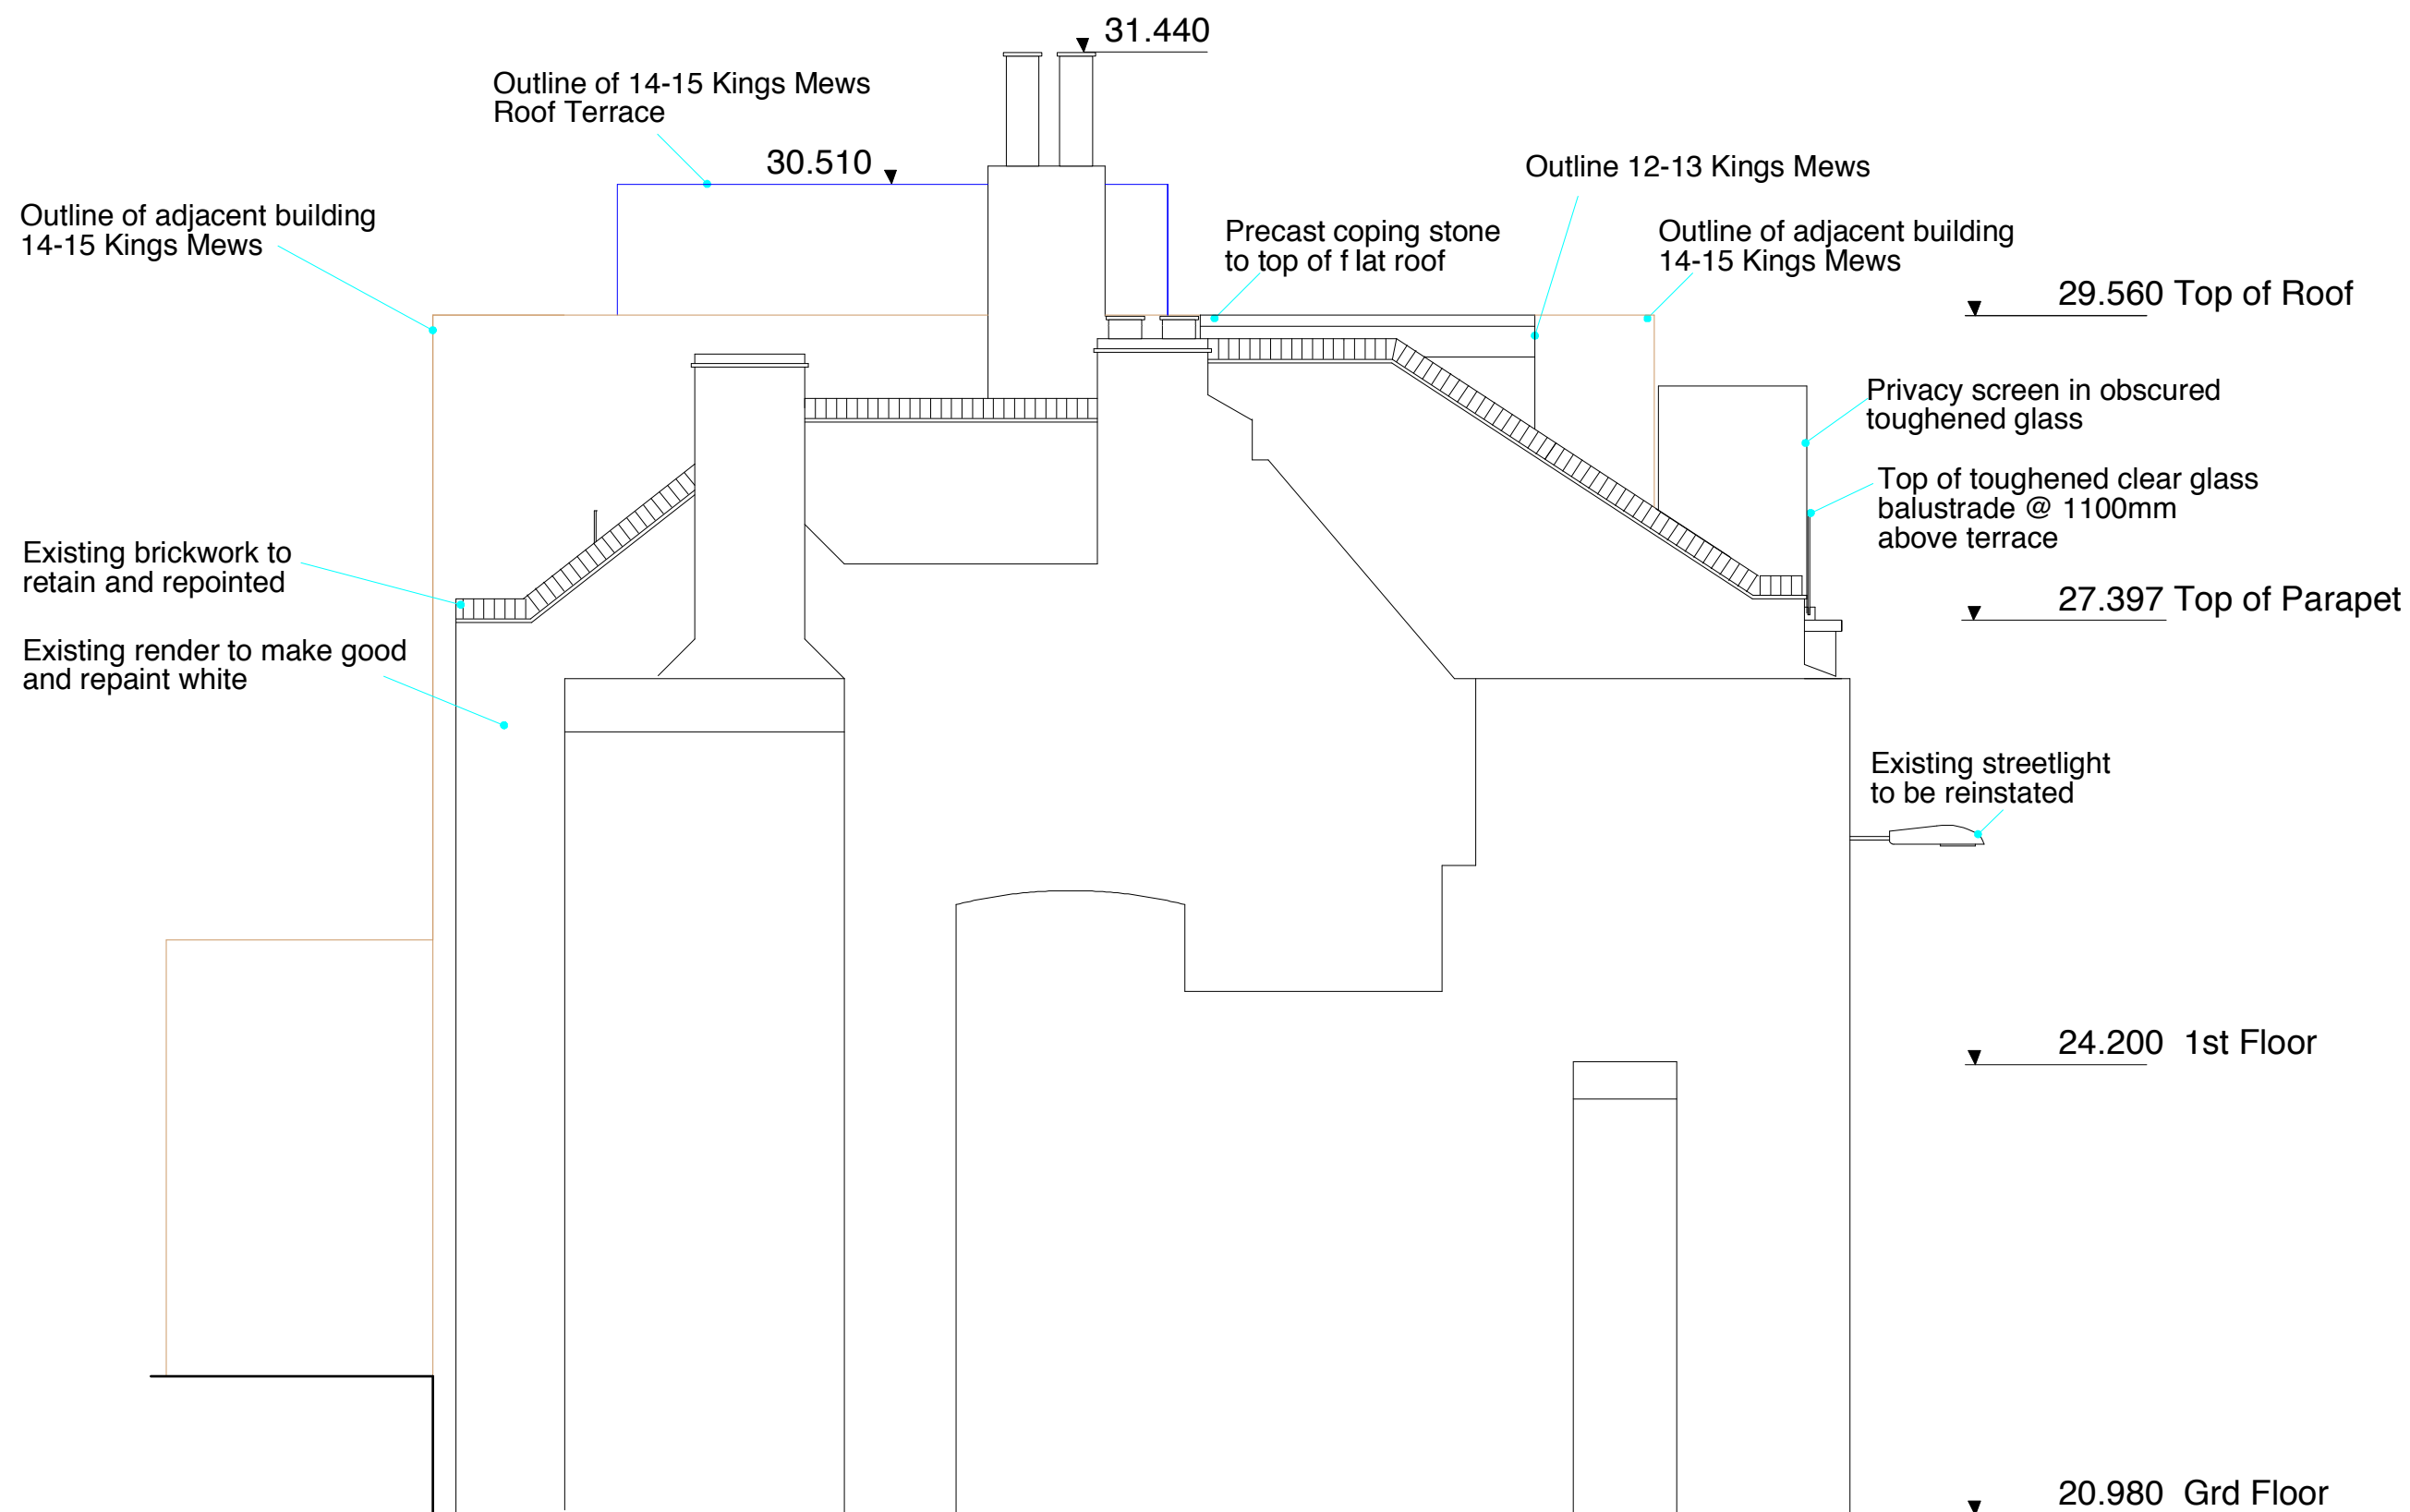 31.440
Outline of 14-15 Kings Mews
Roof Terrace
30.510
Outline 12-13 Kings Mews
Outline of adjacent building
14-15 Kings Mews
Precast coping stone
to top of flat roof
Outline of adjacent building
14-15 Kings Mews
29.560 Top of Roof
Privacy screen in obscured
toughened glass
Top of toughened clear glass
balustrade @ 1100mm
above terrace
Existing brickwork to
retain and repointed
27.397 Top of Parapet
Existing render to make good
and repaint white
Existing streetlight
to be reinstated
24.200 1st Floor
20.980 Grd Floor